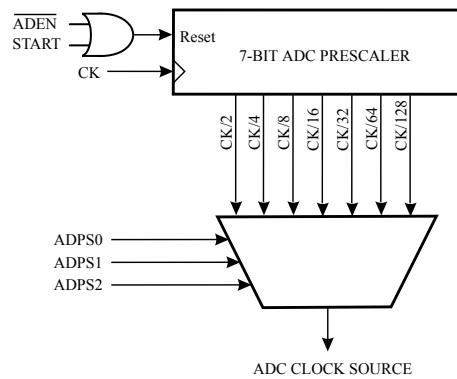 ADEN
START
Reset
7-BIT ADC PRESCALER
CK
CK/2
CK/4
CK/8
CK/16
CK/32
CK/64
CK/128
ADPS0
ADPS1
ADPS2
ADC CLOCK SOURCE